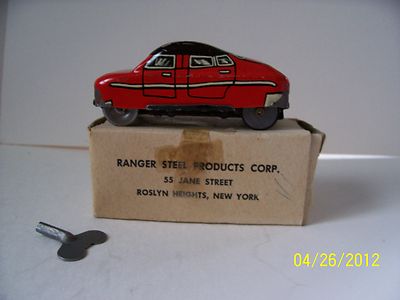 RANGER STEEL PRODUCTS CORP.
55 JANE STREET
ROSLYN HEIGHTS, NEW YORK
04/26/2012